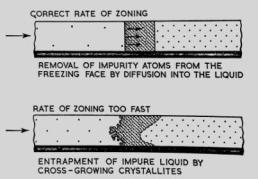 CORRECT RATE OF ZONING
REMOVAL OF IMPURITY ATOMS FROM THE
FREEZING FACE BY DIFFUSION INTO THE LIQUID
RATE OF ZONING TOO FAST
ENTRAPMENT OF IMPURE LIQUID BY
CROSS-GROWING CRYSTALLITES